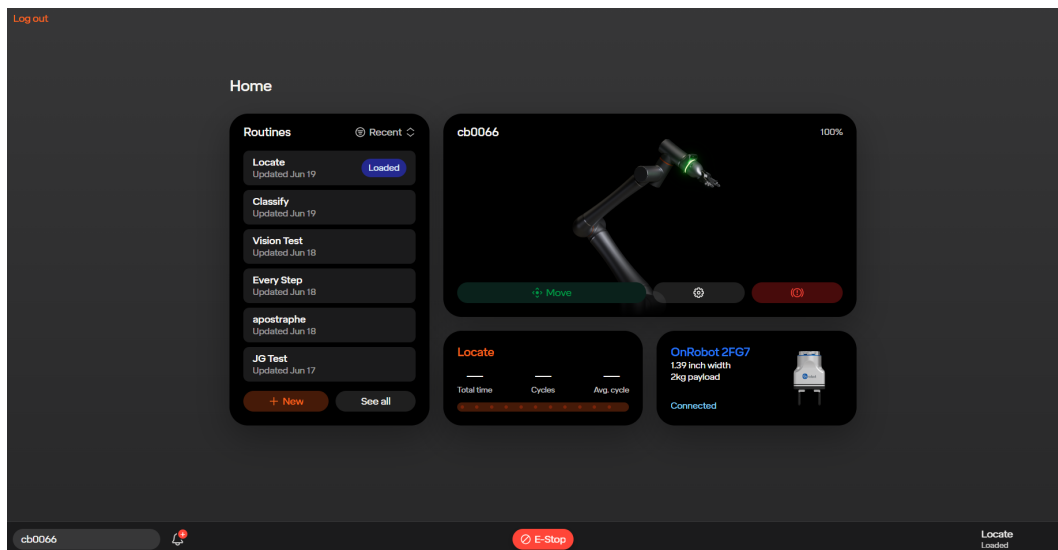 Log out
Home
Routines
Recent
Locate
Updated Jun 19
Loaded
Classify
Updated Jun 19
Vision Test
Updated Jun 18
Every Step
Updated Jun 18
apostraphe
Updated Jun 18
JG Test
Updated Jun 17
+ New
See all
cb0066
100%
Move
Locate
Total time
Cycles
Avg. cycle
OnRobot 2FG7
1.39 inch width
2kg payload
Connected
cb0066
E-Stop
Locate
Loaded